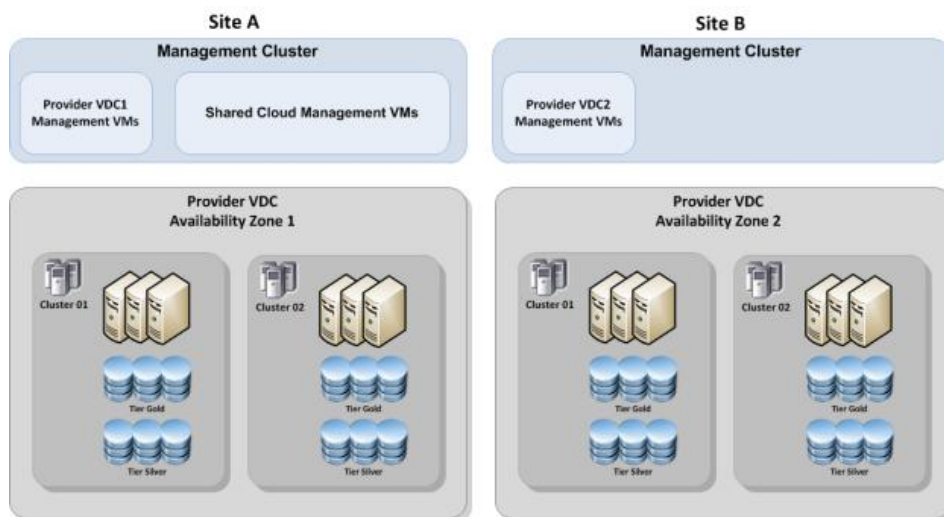 Site A
Management Cluster
Provider VDC1
Management VMs
Shared Cloud Management VMs
Provider VDC
Availability Zone 1
Cluster 01
Tier Gold
Tier Silver
Cluster 02
Tier Gold
Tier Silver
Site B
Management Cluster
Provider VDC2
Management VMs
Provider VDC
Availability Zone 2
Cluster 01
Tier Gold
Tier Silver
Cluster 02
Tier Gold
Tier Silver